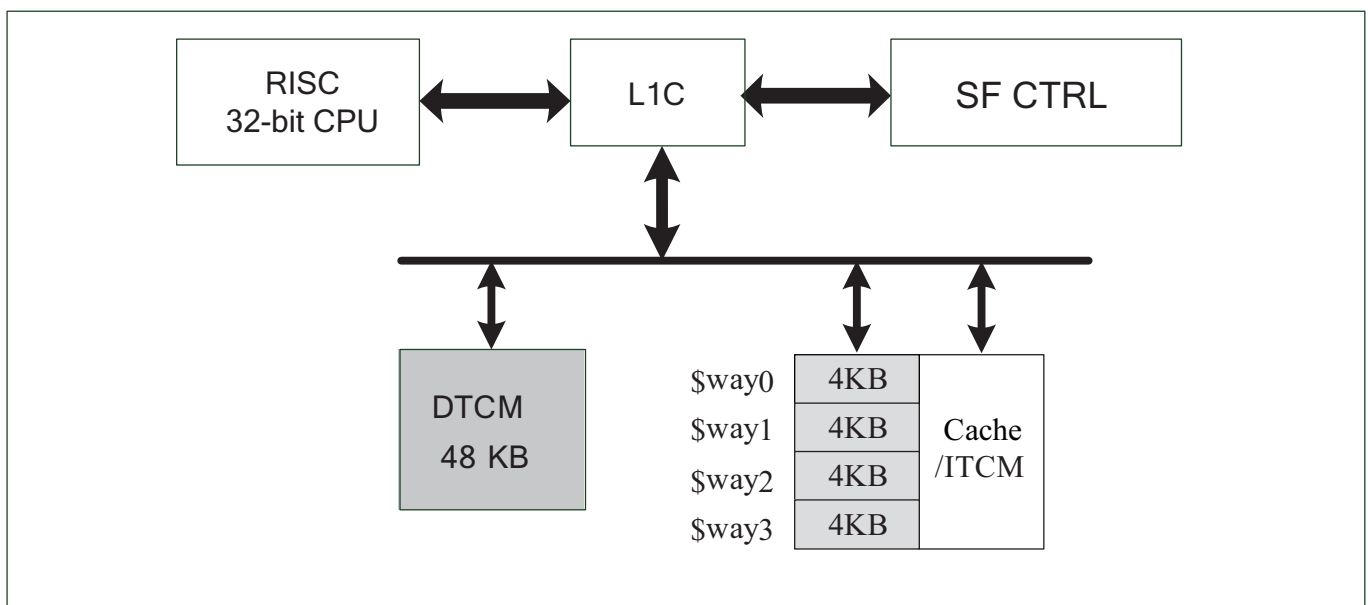 RISC
32-bit CPU
L1C
SF CTRL
DTCM
48 KB
$way0
4KB
$way1
4KB
$way2
4KB
$way3
4KB
Cache
/ITCM